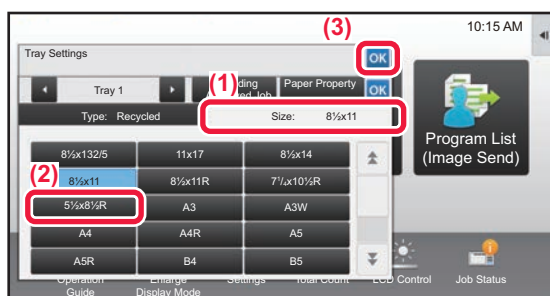 (3)
10:15 AM
Tray Settings
OK
(1)
Tray 1
Paper Property
OK
Type: Recycled
Size: 8½x11
8½x132/5
11x17
8½x14
(2)
8½x11
8½x11R
7¼x10½R
5½x8½R
A3
A3W
A4
A4R
A5
A5R
B4
B5
Program List
(Image Send)
Operation
Guide
Enlarge
Display Mode
Settings
Total Count
LCD Control
Job Status